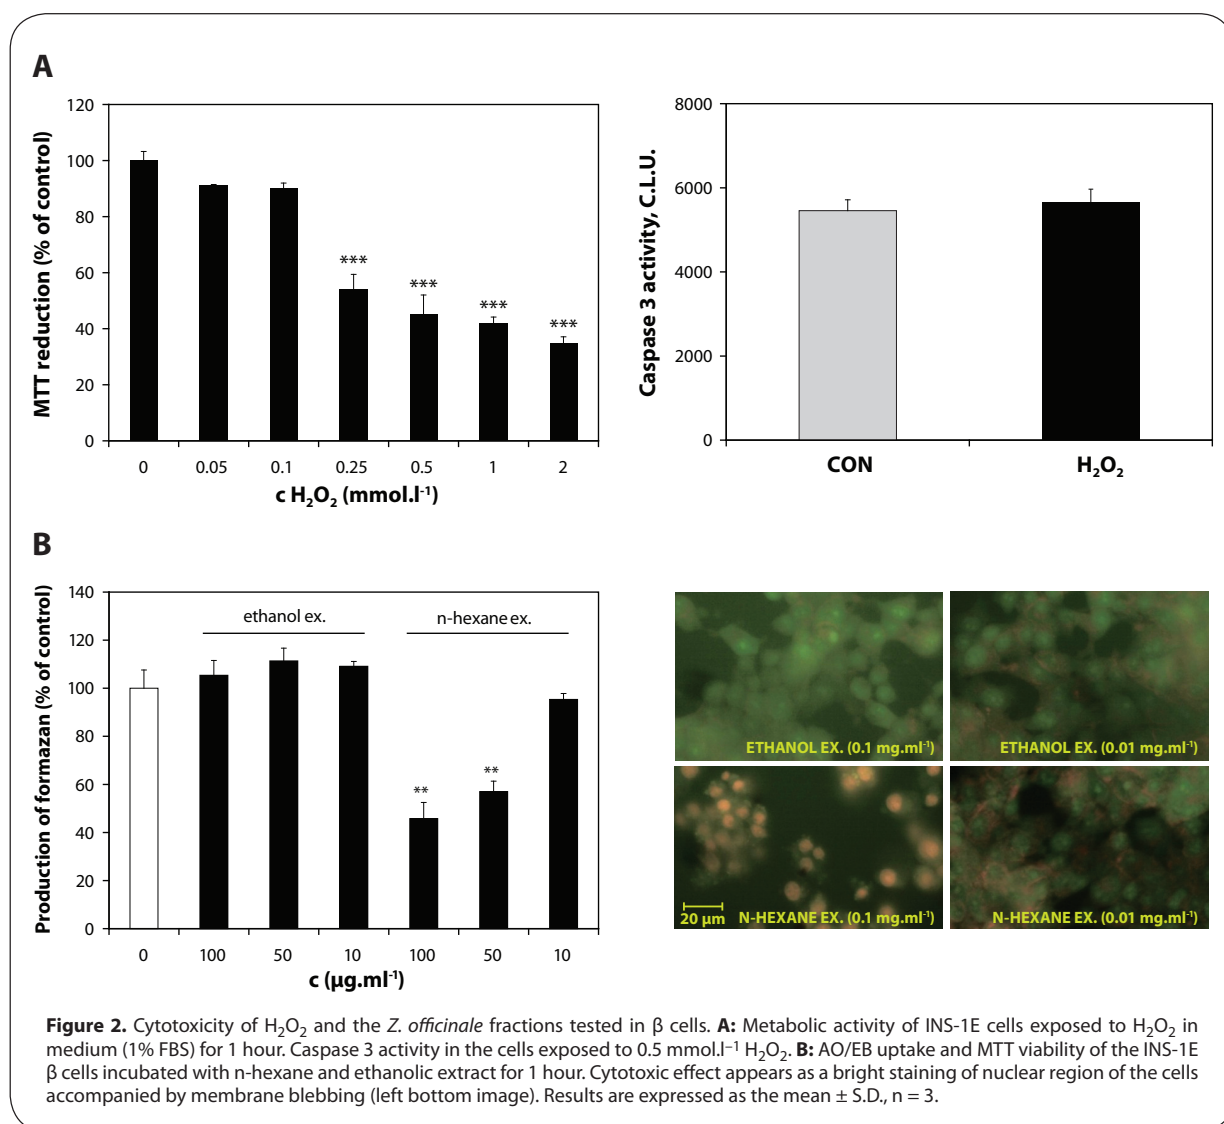 A
MTT reduction (% of control)
120
100
80
60
40
20
0
***
***
***
***
0 0.05 0.1 0.25 0.5 1 2
c H₂O₂ (mmol.l⁻¹)
Caspase 3 activity, C.L.U.
8000
6000
4000
2000
0
CON H₂O₂
B
Production of formazan (% of control)
140
120
100
80
60
40
20
0
ethanol ex. n-hexane ex.
**
**
0 100 50 10 100 50 10
c (µg.ml⁻¹)
ETHANOL EX. (0.1 mg.ml⁻¹)
ETHANOL EX. (0.01 mg.ml⁻¹)
20 µm
N-HEXANE EX. (0.1 mg.ml⁻¹)
N-HEXANE EX. (0.01 mg.ml⁻¹)
Figure 2. Cytotoxicity of H₂O₂ and the Z. officinale fractions tested in β cells. A: Metabolic activity of INS-1E cells exposed to H₂O₂ in
medium (1% FBS) for 1 hour. Caspase 3 activity in the cells exposed to 0.5 mmol.l⁻¹ H₂O₂. B: AO/EB uptake and MTT viability of the INS-1E
β cells incubated with n-hexane and ethanolic extract for 1 hour. Cytotoxic effect appears as a bright staining of nuclear region of the cells
accompanied by membrane blebbing (left bottom image). Results are expressed as the mean ± S.D., n = 3.